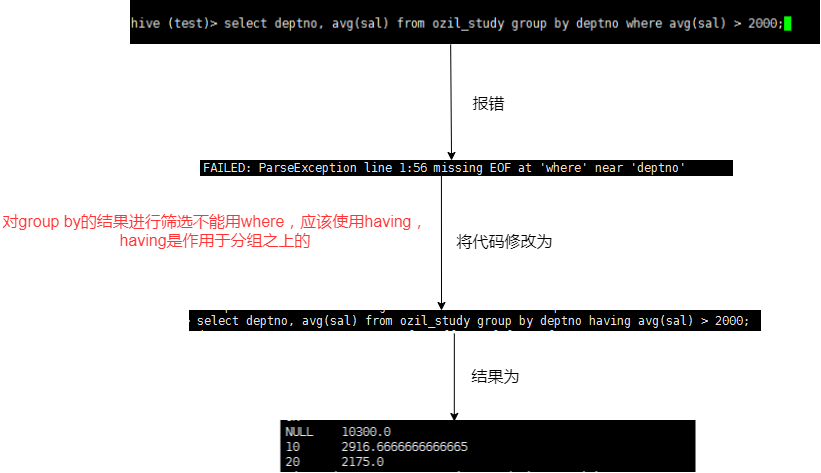 hive (test)> select deptno, avg(sal) from ozil_study group by deptno where avg(sal) > 2000;
报错
FAILED: ParseException line 1:56 missing EOF at 'where' near 'deptno'
对group by的结果进行筛选不能用where，应该使用having，
having是作用于分组之上的
将代码修改为
> select deptno, avg(sal) from ozil_study group by deptno having avg(sal) > 2000;
结果为
NULL 10300.0
10 2916.6666666666665
20 2175.0